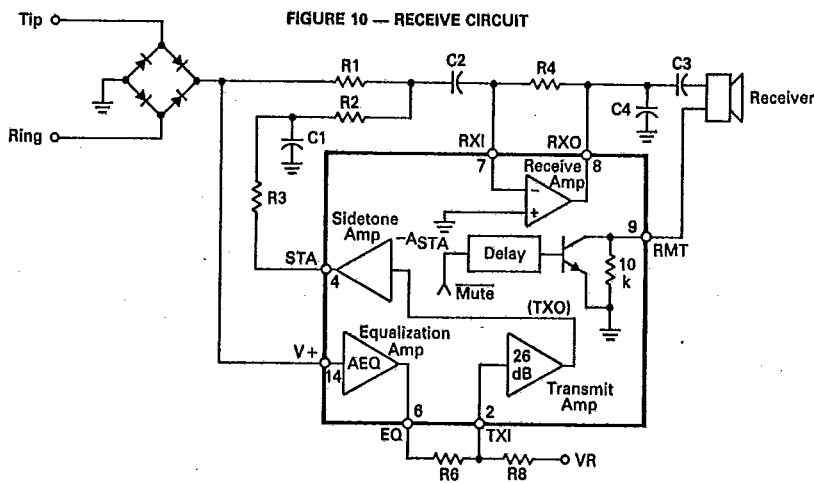 FIGURE 10 — RECEIVE CIRCUIT
Tip
Ring
R1
R2
C2
R4
C3
C4
Receiver
C1
R3
RXI
7
RXO
8
Receive
Amp
−
+
Sidetone
Amp
−ASTA
STA
4
Delay
Mute
9
RMT
10
k
(TXO)
Equalization
Amp
V+
14
AEQ
26
dB
Transmit
Amp
6
EQ
2
TXI
R6
R8
VR